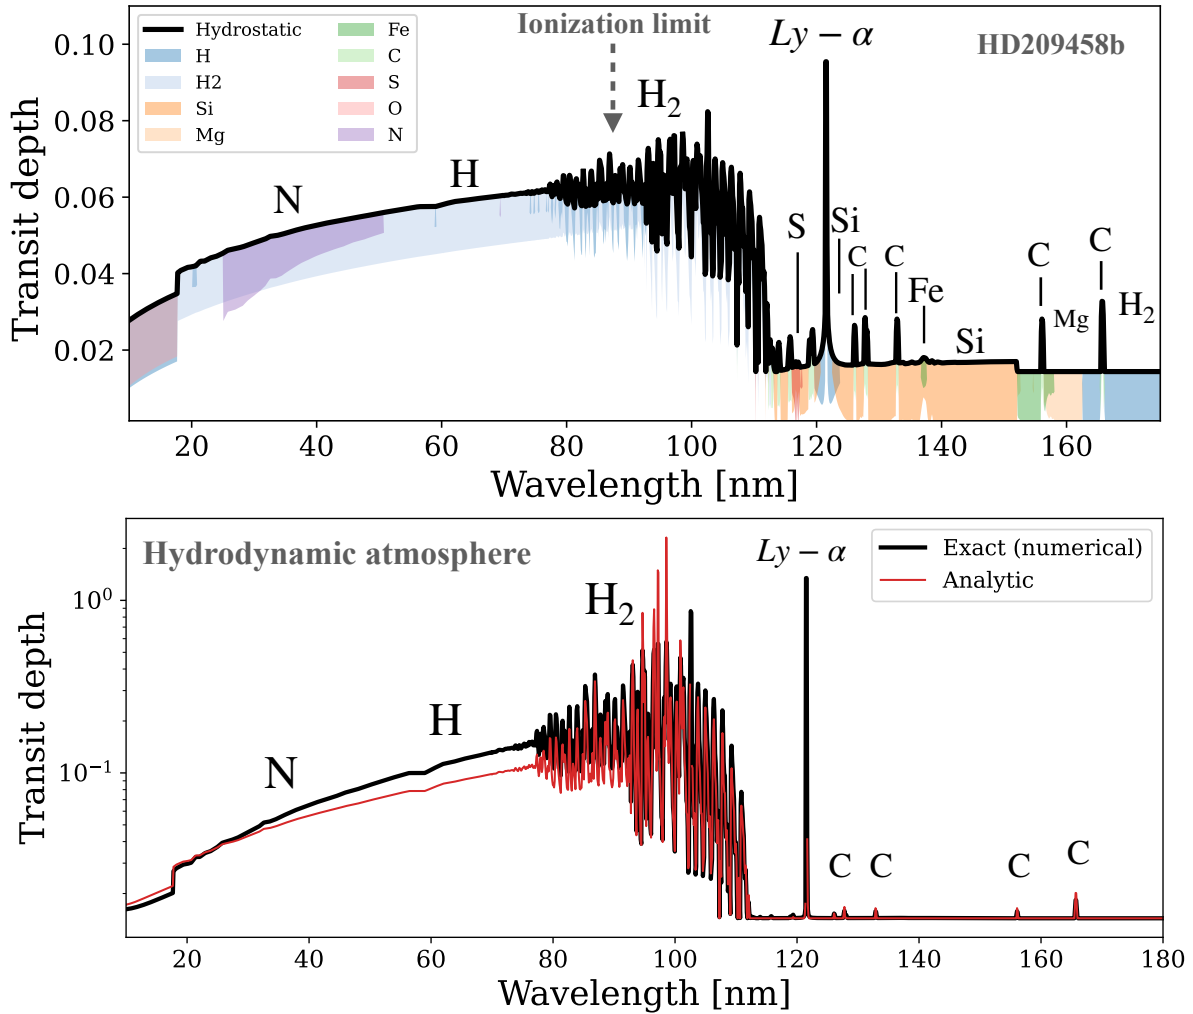 Ionization limit
Ly − α
HD209458b
Hydrostatic
H
H2
Si
Mg
Fe
C
S
O
N
N
H
H₂
S
Si
C
C
Fe
Si
C
Mg
C
H₂
0.10
0.08
0.06
0.04
0.02
Transit depth
20 40 60 80 100 120 140 160
Wavelength [nm]
Hydrodynamic atmosphere
Ly − α
Exact (numerical)
Analytic
H₂
H
N
C
C
C
C
10⁰
10⁻¹
Transit depth
20 40 60 80 100 120 140 160 180
Wavelength [nm]